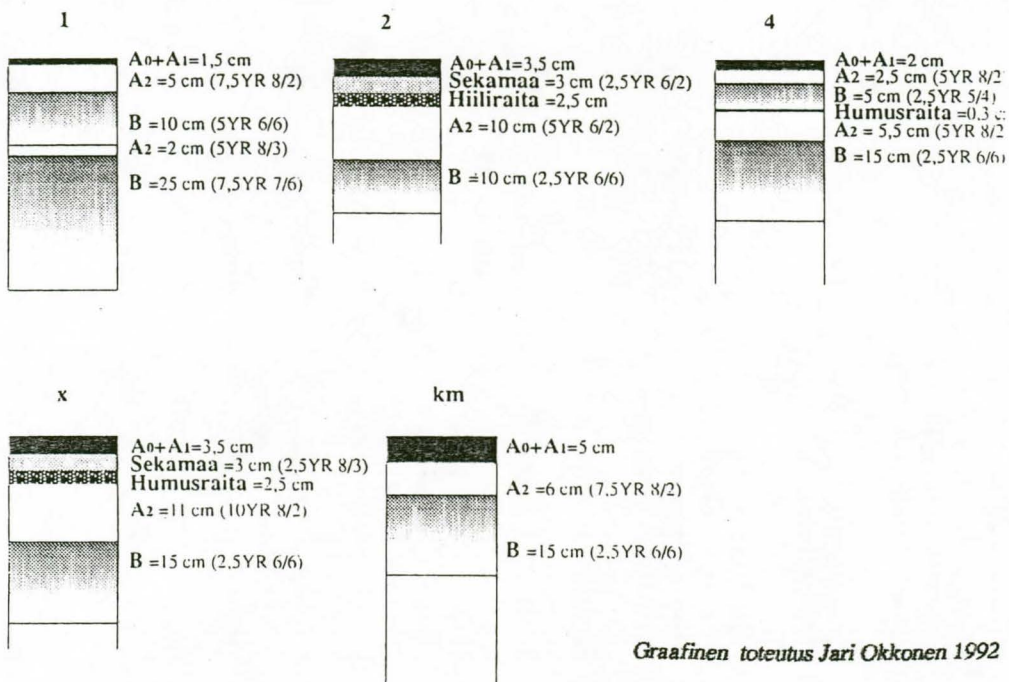 1
A0+A1=1,5 cm
A2=5 cm (7,5YR 8/2)
B =10 cm (5YR 6/6)
A2=2 cm (5YR 8/3)
B =25 cm (7,5YR 7/6)
2
A0+A1=3,5 cm
Sekamaa =3 cm (2,5YR 6/2)
Hiiliraita =2,5 cm
A2=10 cm (5YR 6/2)
B =10 cm (2,5YR 6/6)
4
A0+A1=2 cm
A2=2,5 cm (5YR 8/2
B =5 cm (2,5YR 5/4)
Humusraita =0.3 c
A2= 5,5 cm (5YR 8/2
B =15 cm (2,5YR 6/6)
x
A0+A1=3,5 cm
Sekamaa =3 cm (2,5YR 8/3)
Humusraita =2,5 cm
A2=11 cm (10YR 8/2)
B =15 cm (2,5YR 6/6)
km
A0+A1=5 cm
A2=6 cm (7,5YR 8/2)
B =15 cm (2,5YR 6/6)
Graafinen toteutus Jari Okkonen 1992